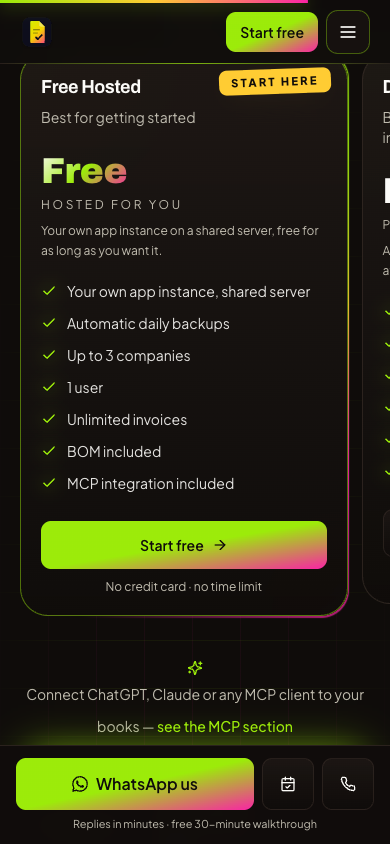 Start free
Free Hosted
START HERE
Best for getting started
Free
HOSTED FOR YOU
Your own app instance on a shared server, free for
as long as you want it.
Your own app instance, shared server
Automatic daily backups
Up to 3 companies
1 user
Unlimited invoices
BOM included
MCP integration included
Start free →
No credit card · no time limit
Connect ChatGPT, Claude or any MCP client to your
books — see the MCP section
WhatsApp us
Replies in minutes · free 30-minute walkthrough